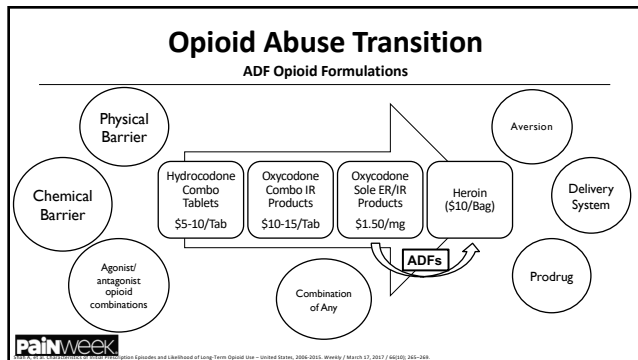 Opioid Abuse Transition
ADF Opioid Formulations
Physical
Barrier
Chemical
Barrier
Agonist/
antagonist
opioid
combinations
Hydrocodone
Combo
Tablets
$5-10/Tab
Oxycodone
Combo IR
Products
$10-15/Tab
Oxycodone
Sole ER/IR
Products
$1.50/mg
Heroin
($10/Bag)
ADFs
Combination
of Any
Aversion
Delivery
System
Prodrug
PAINWEEK.
Shah A, et al. Characteristics of Initial Prescription Episodes and Likelihood of Long-Term Opioid Use – United States, 2006-2015. Weekly / March 17, 2017 / 66(10); 265–269.